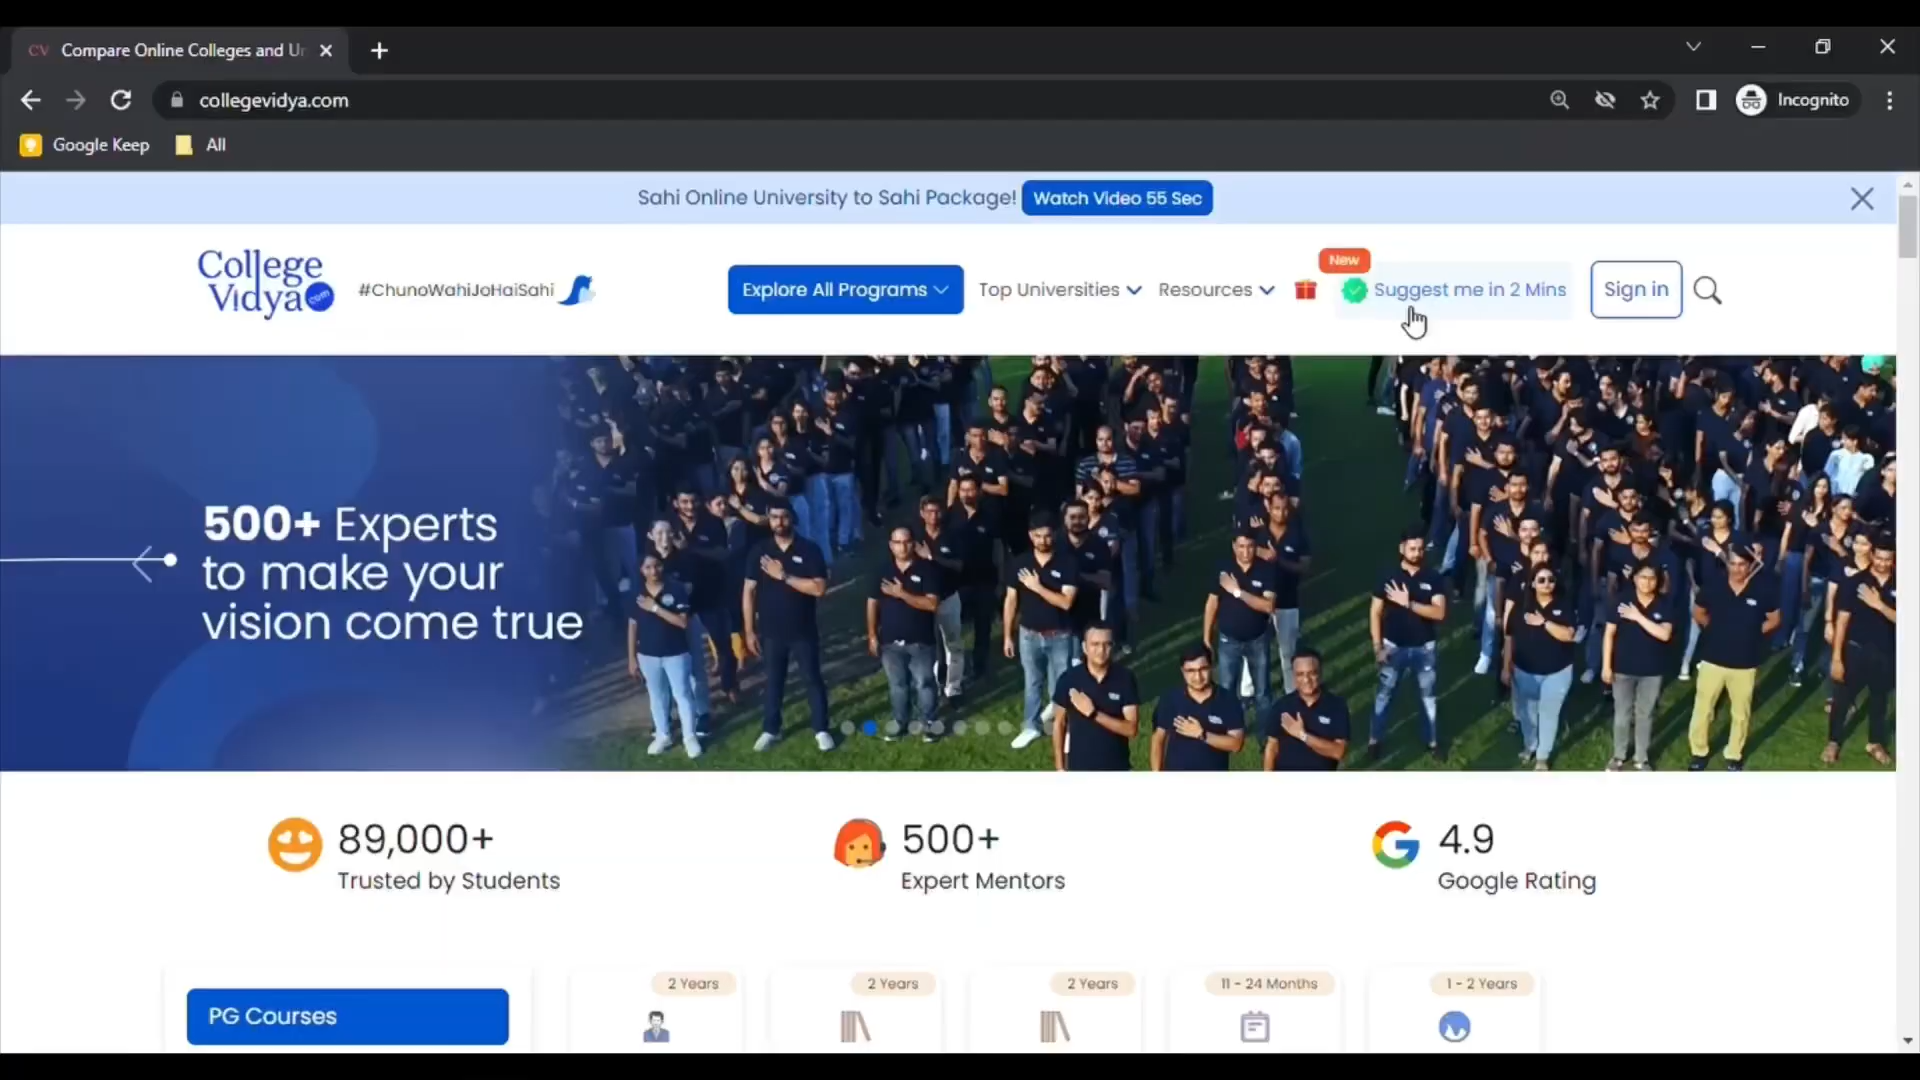 Compare Online Colleges and Un
collegevidya.com
Incognito
Google Keep
All
Sahi Online University to Sahi Package!
Watch Video 55 Sec
College
Vidya
com
#ChunoWahiJoHaiSahi
Explore All Programs
Top Universities
Resources
New
Suggest me in 2 Mins
Sign in
500+ Experts
to make your
vision come true
89,000+
Trusted by Students
500+
Expert Mentors
4.9
Google Rating
PG Courses
2 Years
2 Years
2 Years
11 - 24 Months
1 - 2 Years